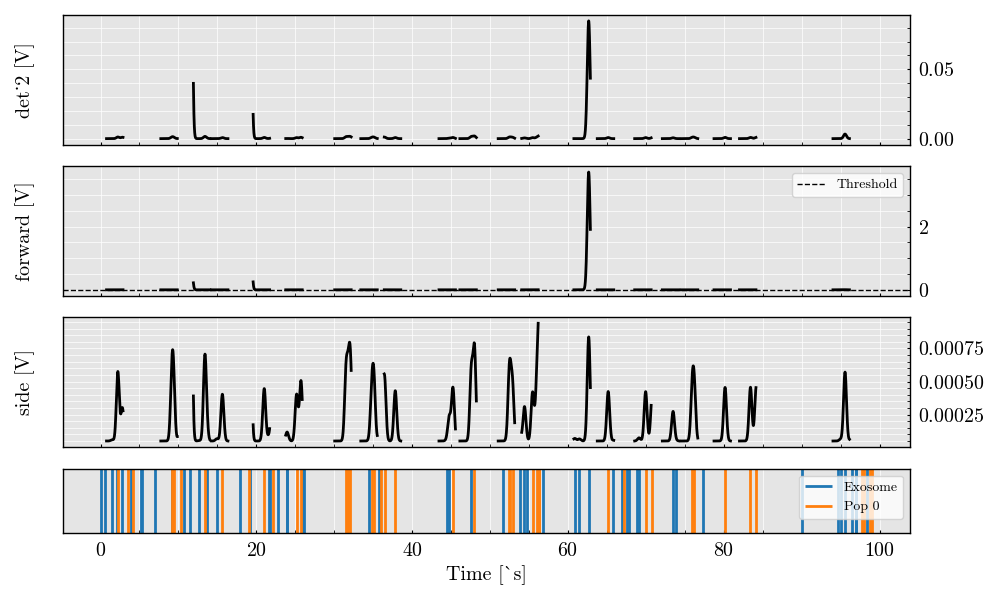 det˙2 [V]
0.05
0.00
forward [V]
Threshold
2
0
side [V]
0.00075
0.00050
0.00025
Exosome
Pop 0
0 20 40 60 80 100
Time [`s]